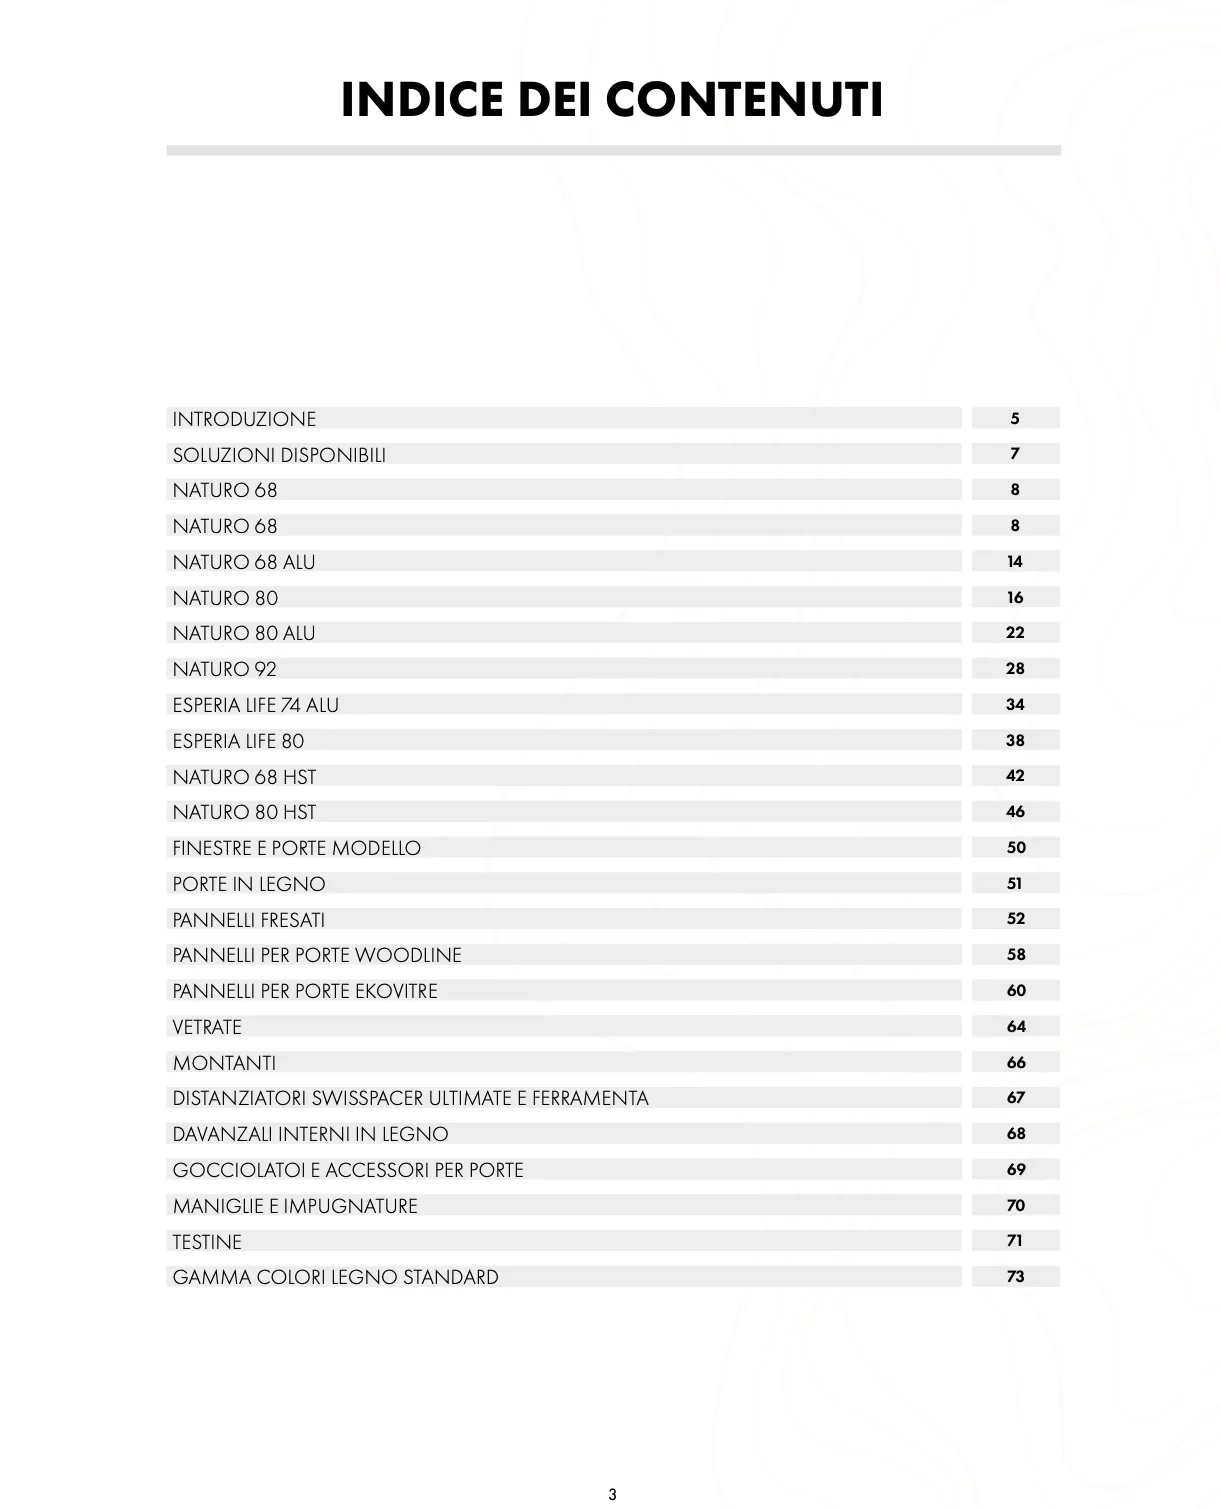 INDICE DEI CONTENUTI
INTRODUZIONE 5
SOLUZIONI DISPONIBILI 7
NATURO 68 8
NATURO 68 8
NATURO 68 ALU 14
NATURO 80 16
NATURO 80 ALU 22
NATURO 92 28
ESPERIA LIFE 74 ALU 34
ESPERIA LIFE 80 38
NATURO 68 HST 42
NATURO 80 HST 46
FINESTRE E PORTE MODELLO 50
PORTE IN LEGNO 51
PANNELLI FRESATI 52
PANNELLI PER PORTE WOODLINE 58
PANNELLI PER PORTE EKOVITRE 60
VETRATE 64
MONTANTI 66
DISTANZIATORI SWISSPACER ULTIMATE E FERRAMENTA 67
DAVANZALI INTERNI IN LEGNO 68
GOCCIOLATOI E ACCESSORI PER PORTE 69
MANIGLIE E IMPUGNATURE 70
TESTINE 71
GAMMA COLORI LEGNO STANDARD 73
3